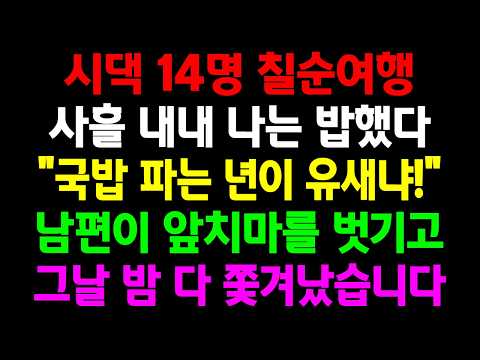 시댁 14명 칠순여행
사흘 내내 나는 밥했다
"국밥 파는 년이 유새냐!"
남편이 앞치마를 벗기고
그날 밤 다 쫓겨났습니다